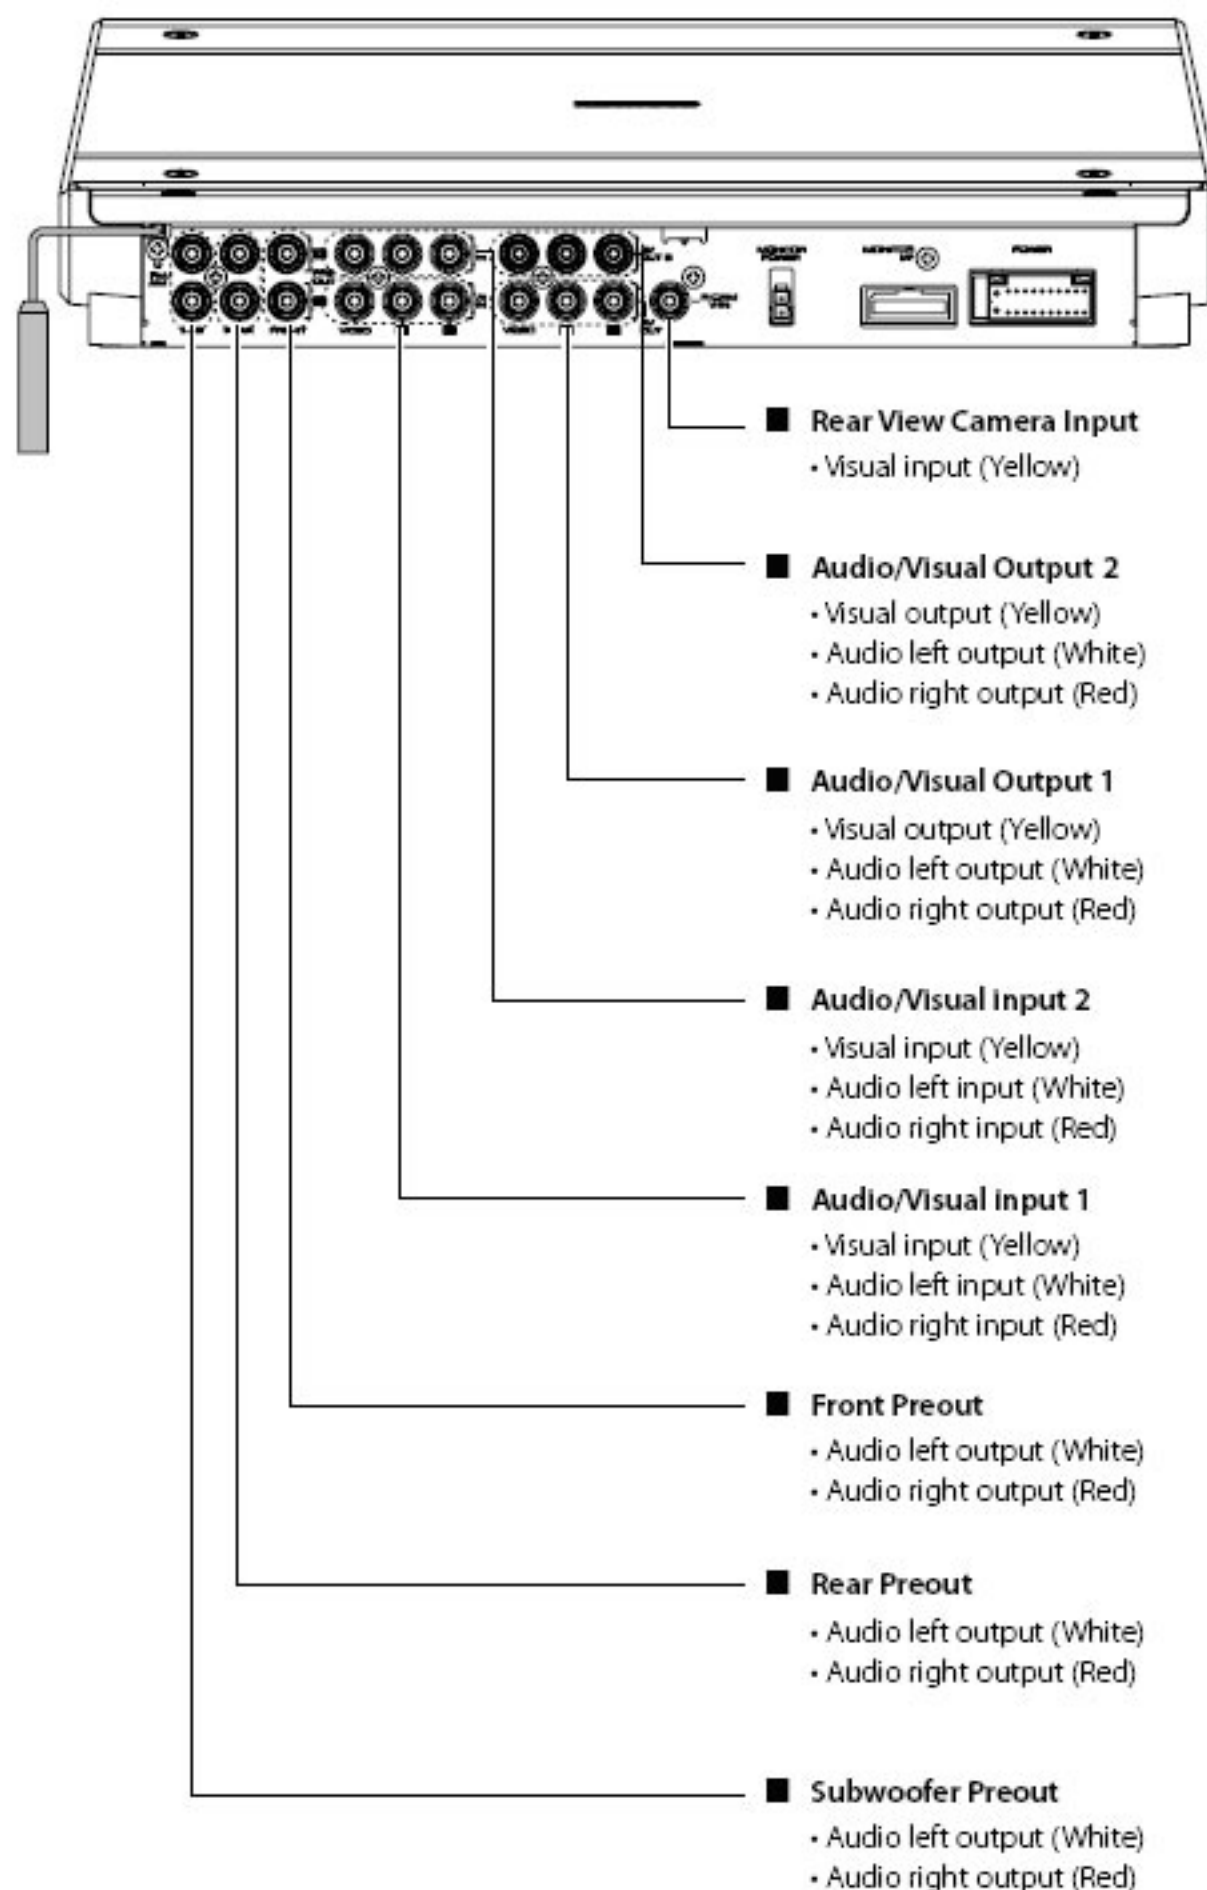 MONITOR
POWER
MONITOR
I/F
POWER
VIDEO
VIDEO
Rear View Camera Input
• Visual input (Yellow)
Audio/Visual Output 2
• Visual output (Yellow)
• Audio left output (White)
• Audio right output (Red)
Audio/Visual Output 1
• Visual output (Yellow)
• Audio left output (White)
• Audio right output (Red)
Audio/Visual input 2
• Visual input (Yellow)
• Audio left input (White)
• Audio right input (Red)
Audio/Visual input 1
• Visual input (Yellow)
• Audio left input (White)
• Audio right input (Red)
Front Preout
• Audio left output (White)
• Audio right output (Red)
Rear Preout
• Audio left output (White)
• Audio right output (Red)
Subwoofer Preout
• Audio left output (White)
• Audio right output (Red)